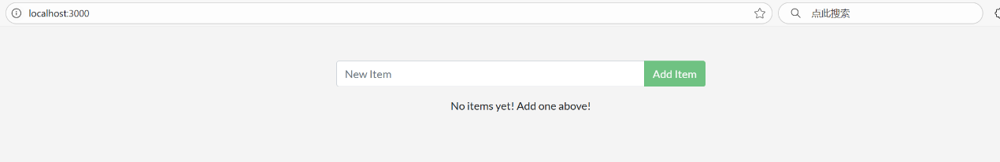 localhost:3000
点此搜索
New Item
Add Item
No items yet! Add one above!